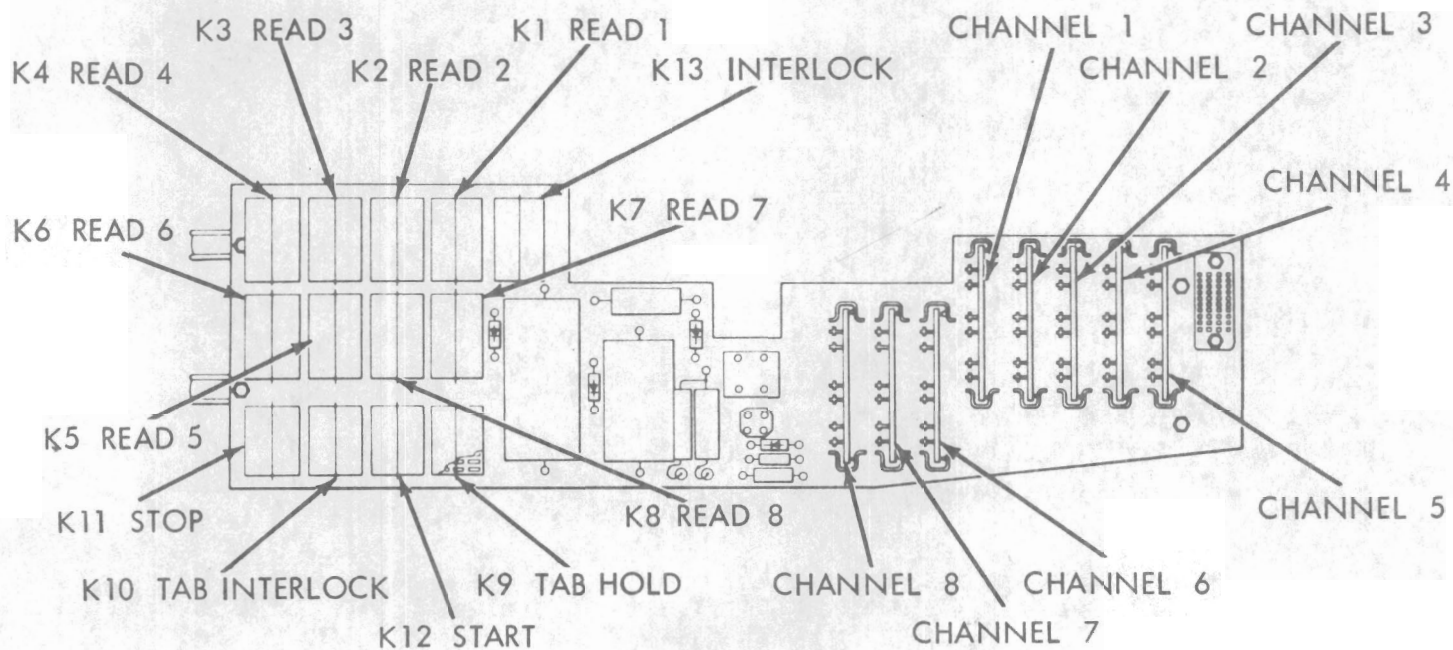 K3 READ 3
K1 READ 1
CHANNEL 1
CHANNEL 3
K4 READ 4
K2 READ 2
K13 INTERLOCK
CHANNEL 2
K6 READ 6
K7 READ 7
CHANNEL 4
K5 READ 5
K11 STOP
K8 READ 8
CHANNEL 5
K10 TAB INTERLOCK
K9 TAB HOLD
CHANNEL 8
CHANNEL 6
K12 START
CHANNEL 7